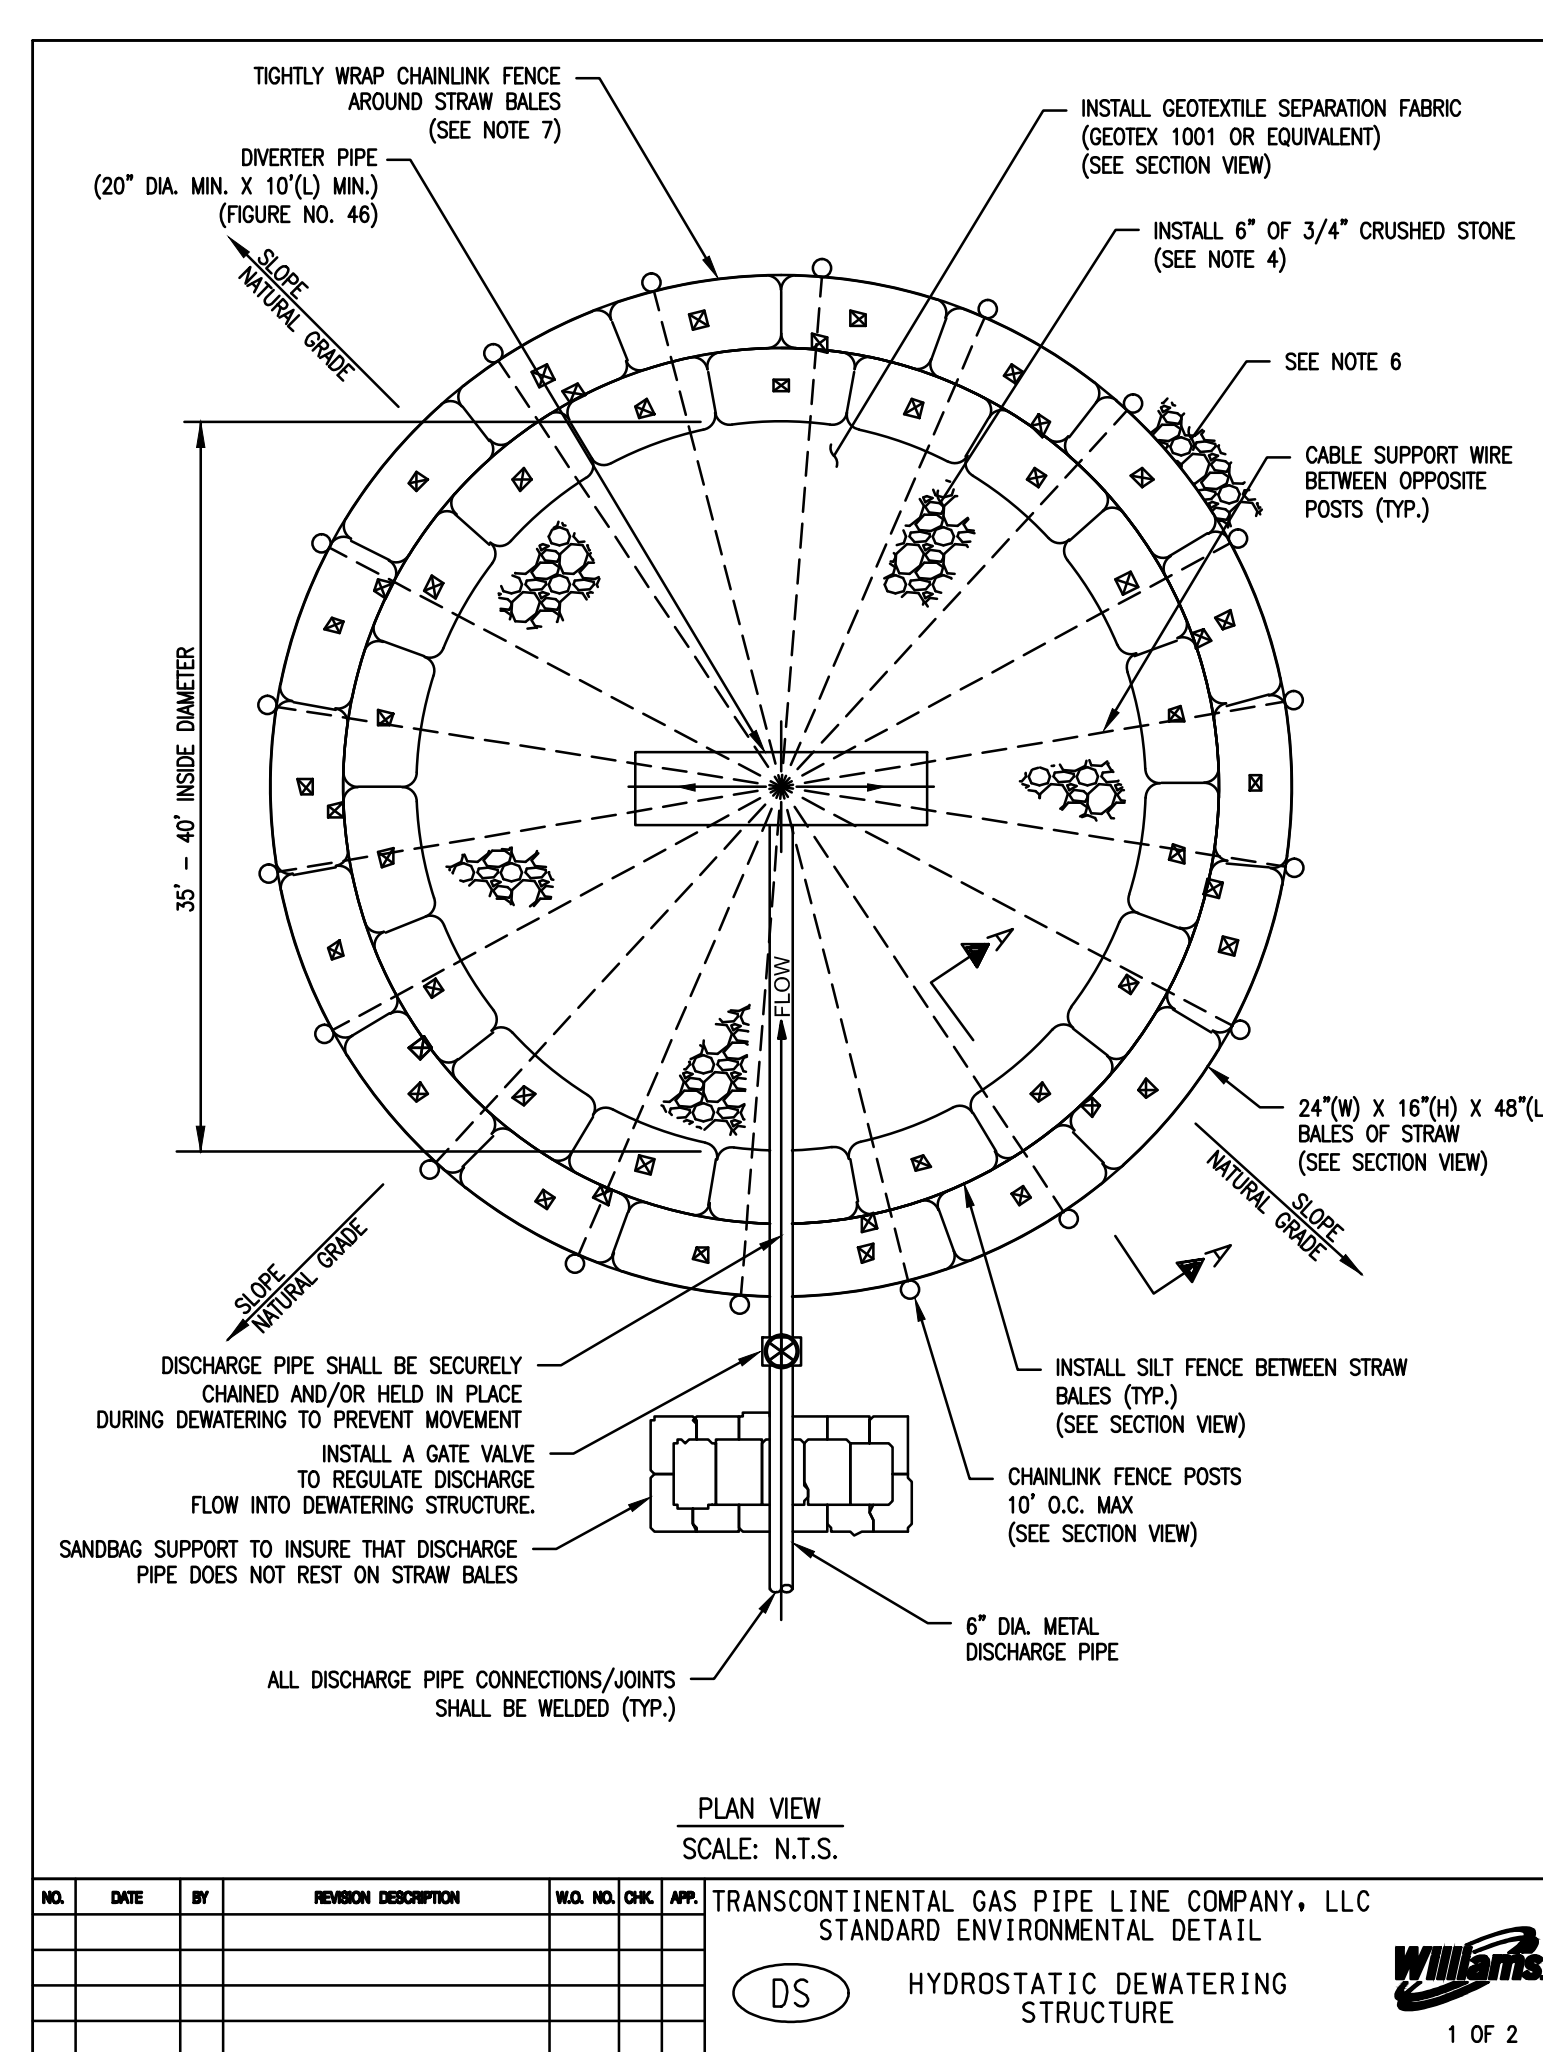 TIGHTLY WRAP CHAINLINK FENCE
AROUND STRAW BALES
(SEE NOTE 7)
DIVERTER PIPE
(20" DIA. MIN. X 10'(L) MIN.)
(FIGURE NO. 46)
INSTALL GEOTEXTILE SEPARATION FABRIC
(GEOTEX 1001 OR EQUIVALENT)
(SEE SECTION VIEW)
INSTALL 6" OF 3/4" CRUSHED STONE
(SEE NOTE 4)
SLOPE
NATURAL GRADE
SEE NOTE 6
CABLE SUPPORT WIRE
BETWEEN OPPOSITE
POSTS (TYP.)
35' - 40' INSIDE DIAMETER
FLOW
A
24"(W) X 16"(H) X 48"(L
BALES OF STRAW
(SEE SECTION VIEW)
SLOPE
NATURAL GRADE
A
SLOPE
NATURAL GRADE
DISCHARGE PIPE SHALL BE SECURELY
CHAINED AND/OR HELD IN PLACE
DURING DEWATERING TO PREVENT MOVEMENT
INSTALL A GATE VALVE
TO REGULATE DISCHARGE
FLOW INTO DEWATERING STRUCTURE.
SANDBAG SUPPORT TO INSURE THAT DISCHARGE
PIPE DOES NOT REST ON STRAW BALES
INSTALL SILT FENCE BETWEEN STRAW
BALES (TYP.)
(SEE SECTION VIEW)
CHAINLINK FENCE POSTS
10' O.C. MAX
(SEE SECTION VIEW)
6" DIA. METAL
DISCHARGE PIPE
ALL DISCHARGE PIPE CONNECTIONS/JOINTS
SHALL BE WELDED (TYP.)
PLAN VIEW
SCALE: N.T.S.
NO. DATE BY REVISION DESCRIPTION W.O. NO. CHK. APP.
TRANSCONTINENTAL GAS PIPE LINE COMPANY, LLC
STANDARD ENVIRONMENTAL DETAIL
DS
HYDROSTATIC DEWATERING
STRUCTURE
Williams.
1 OF 2